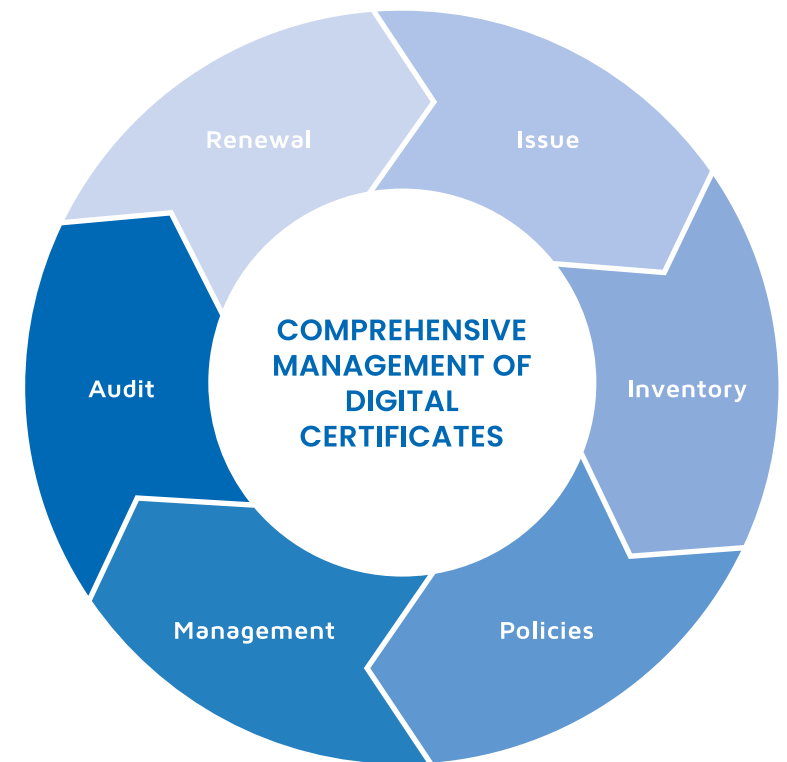 Renewal
Issue
COMPREHENSIVE
MANAGEMENT OF
DIGITAL
CERTIFICATES
Audit
Inventory
Management
Policies